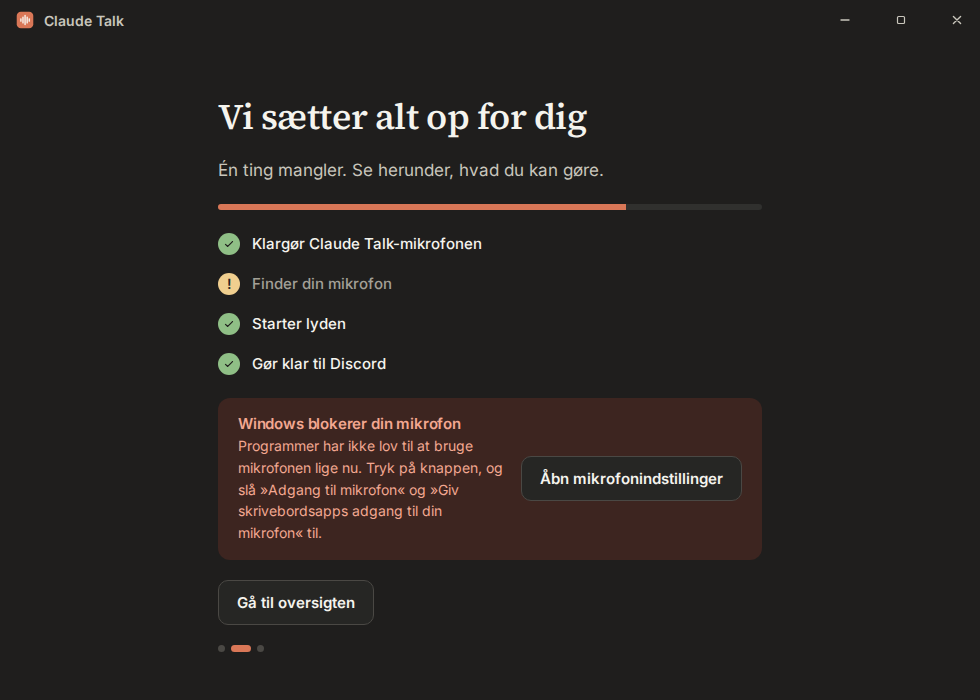 Claude Talk
Vi sætter alt op for dig
Én ting mangler. Se herunder, hvad du kan gøre.
Klargør Claude Talk-mikrofonen
Finder din mikrofon
Starter lyden
Gør klar til Discord
Windows blokerer din mikrofon
Programmer har ikke lov til at bruge
mikrofonen lige nu. Tryk på knappen, og
slå »Adgang til mikrofon« og »Giv
skrivebordsapps adgang til din
mikrofon« til.
Åbn mikrofonindstillinger
Gå til oversigten